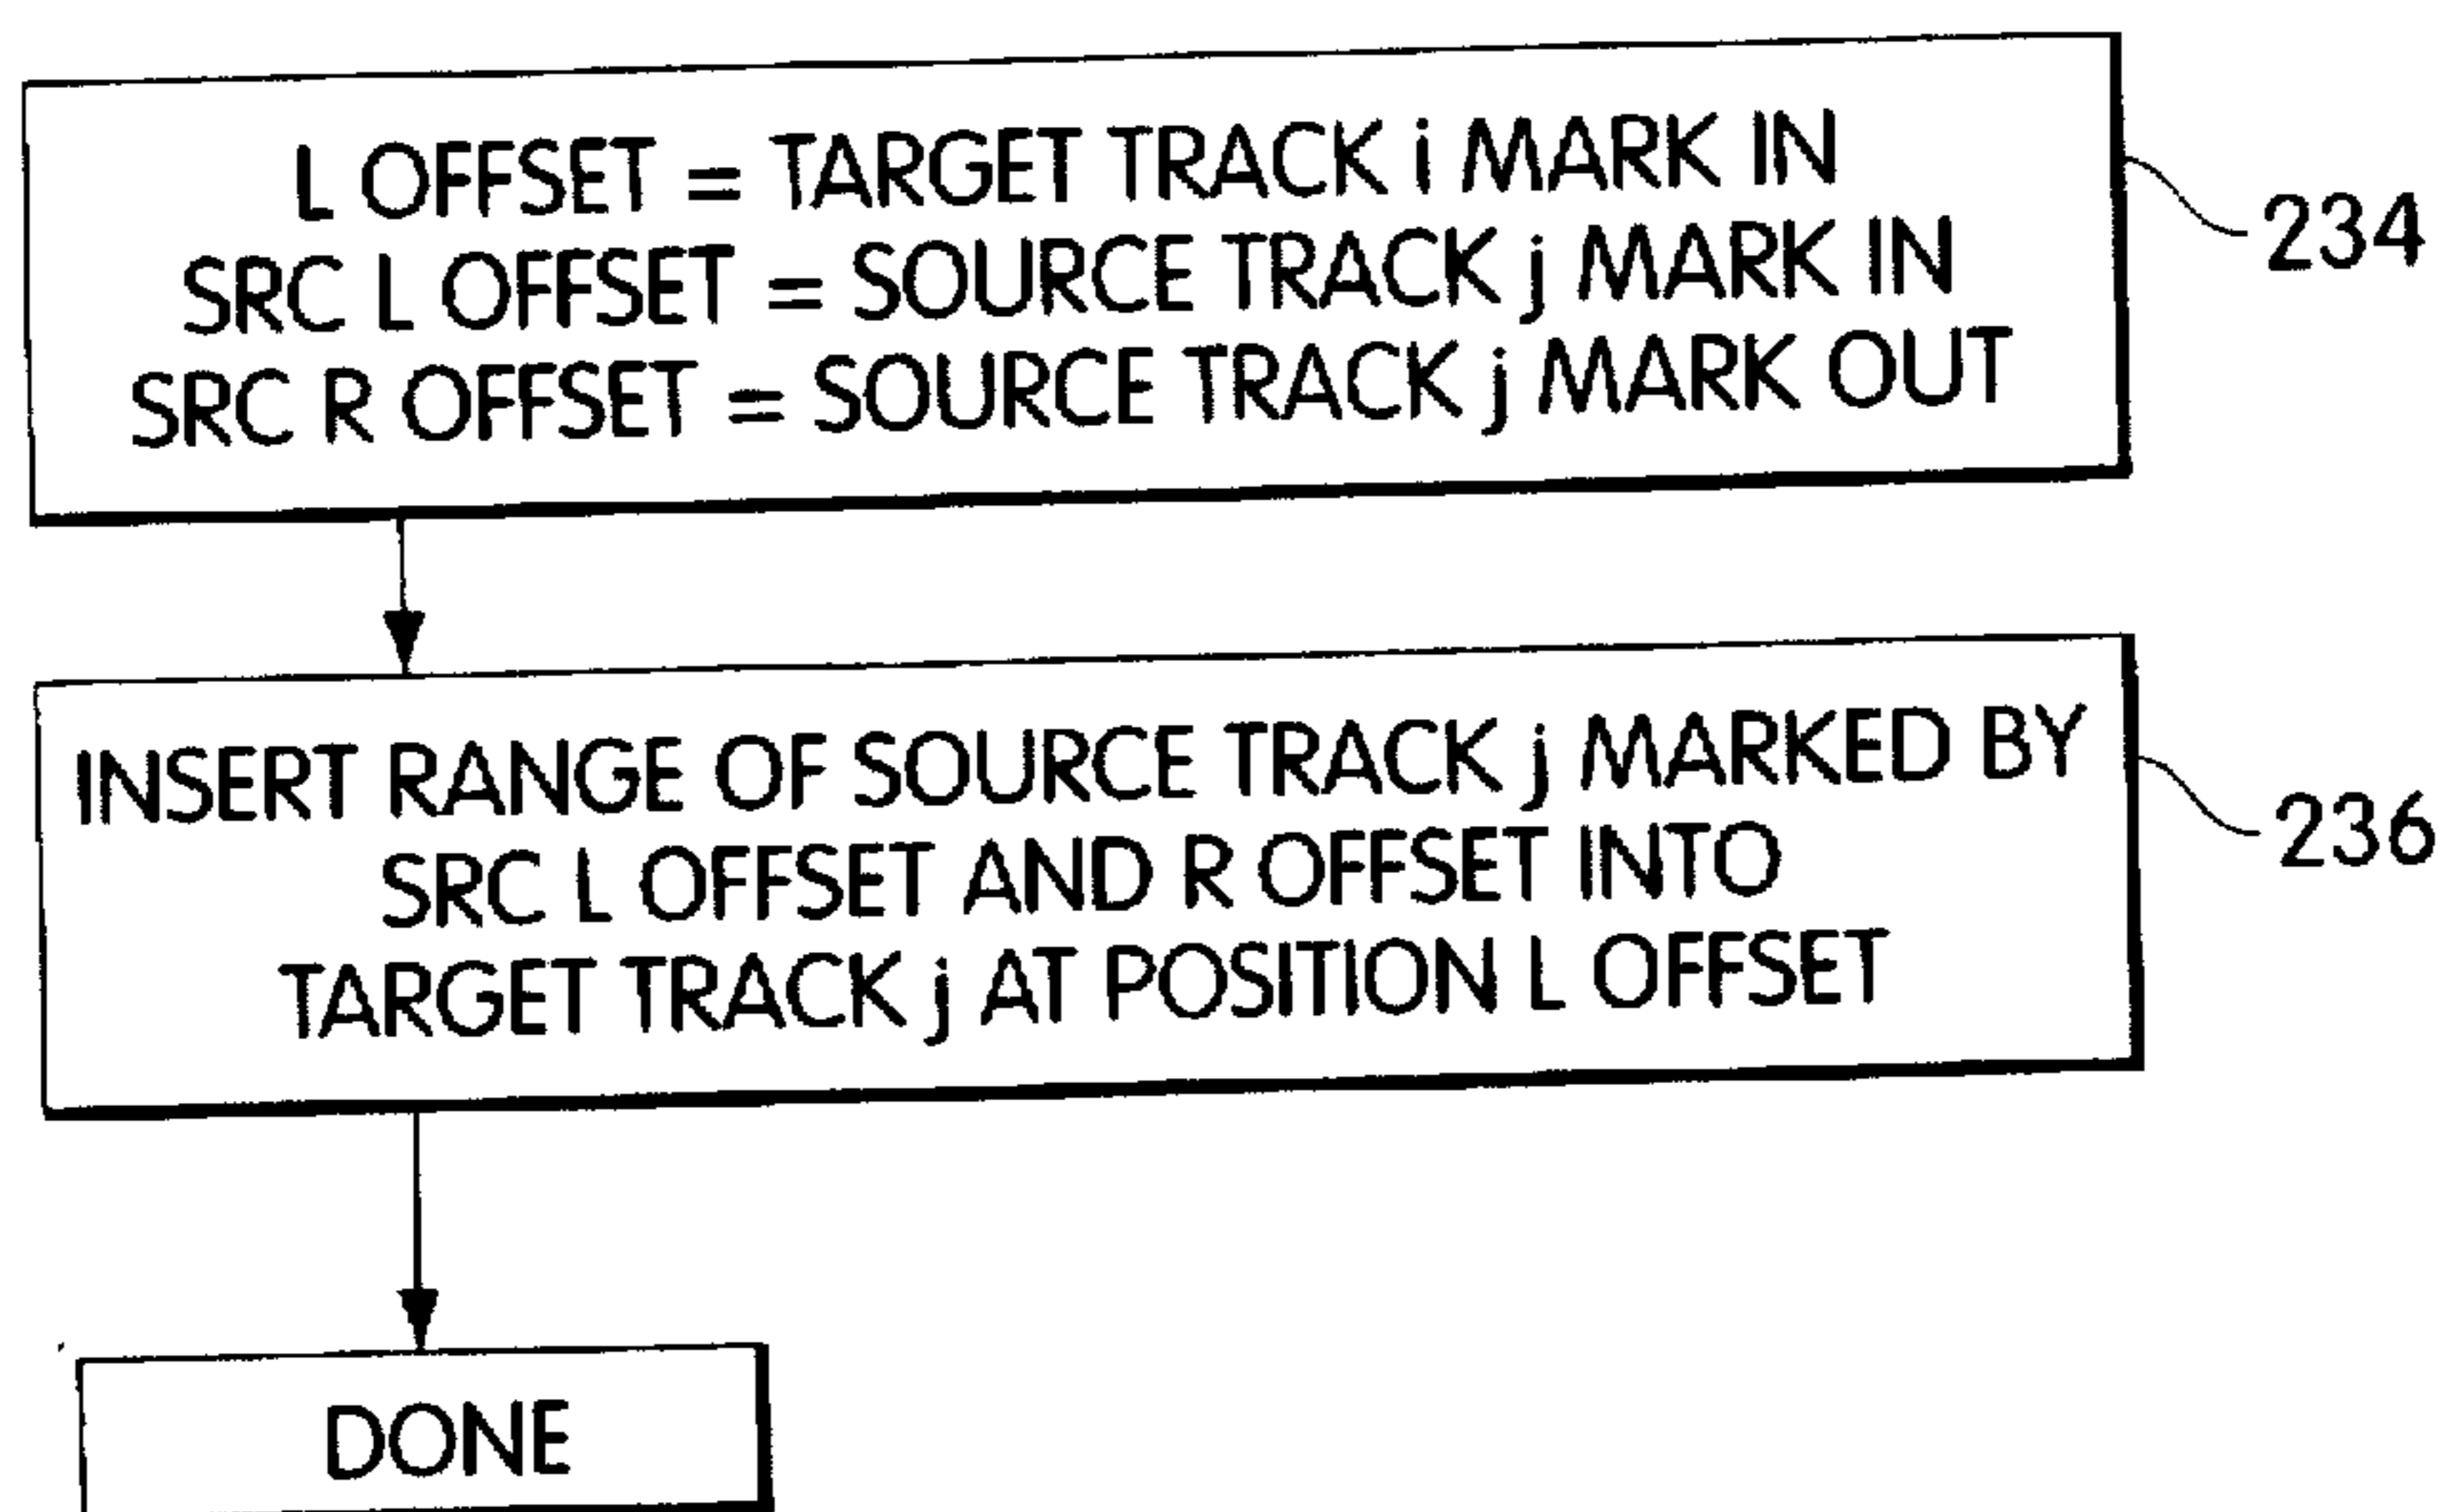 L OFFSET = TARGET TRACK i MARK IN
SRC L OFFSET = SOURCE TRACK j MARK IN
SRC R OFFSET = SOURCE TRACK j MARK OUT
234
INSERT RANGE OF SOURCE TRACK j MARKED BY
SRC L OFFSET AND R OFFSET INTO
TARGET TRACK j AT POSITION L OFFSET
236
DONE